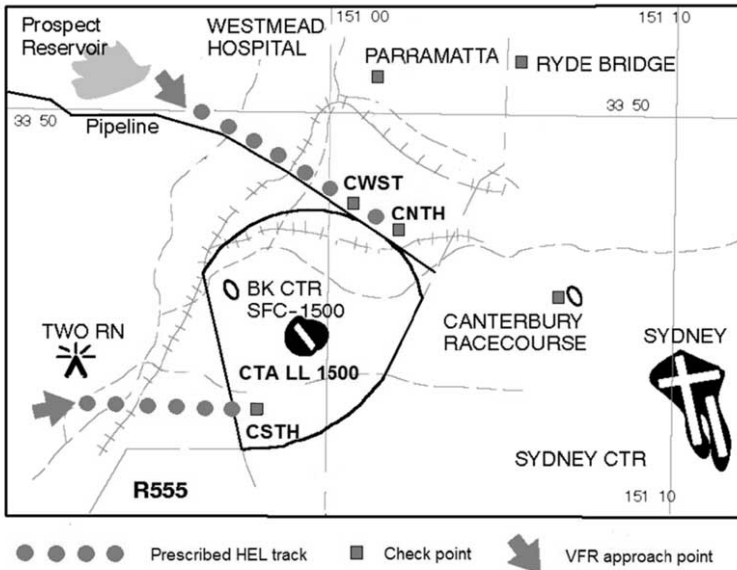 Prospect
Reservoir
WESTMEAD
HOSPITAL
151 00
151 10
PARRAMATTA
RYDE BRIDGE
33 50
33 50
Pipeline
CWST
CNTH
BK CTR
SFC-1500
TWO RN
CTA LL 1500
CANTERBURY
RACECOURSE
SYDNEY
CSTH
SYDNEY CTR
R555
151 10
Prescribed HEL track
Check point
VFR approach point